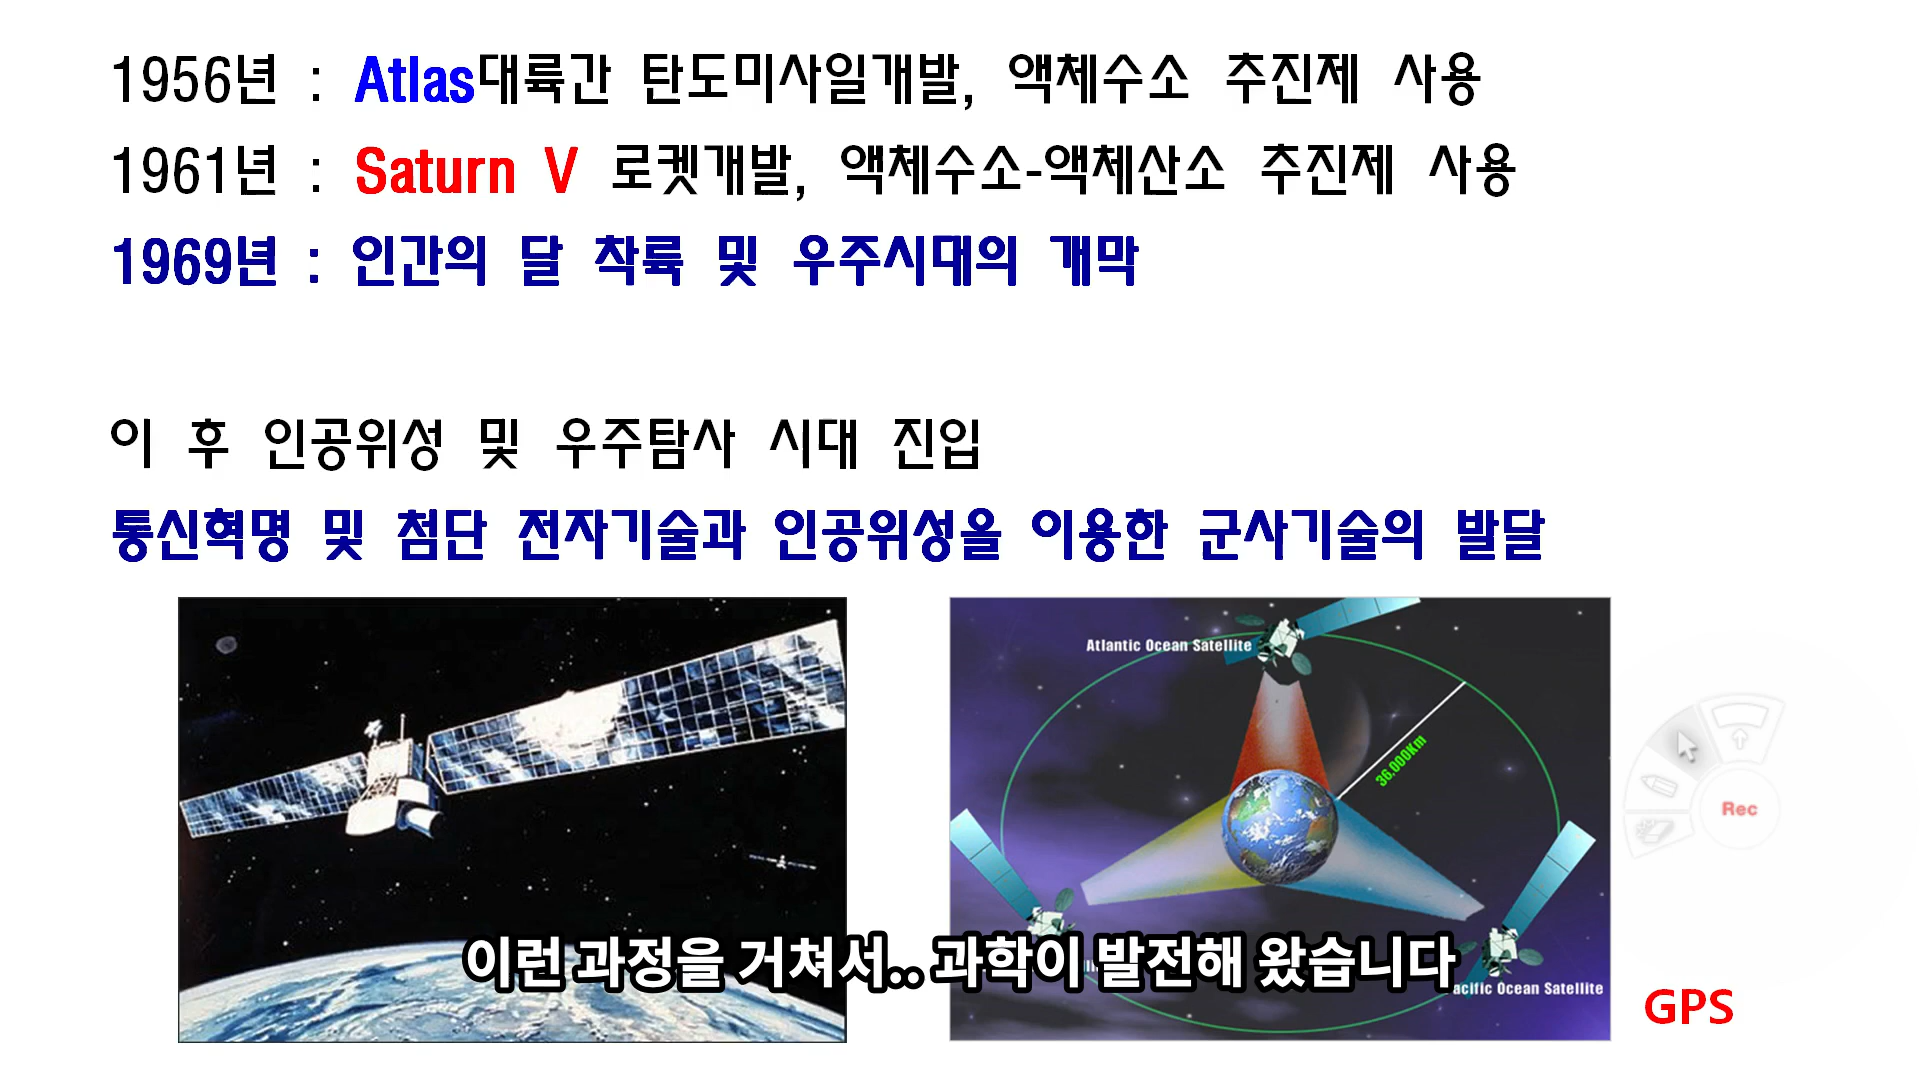 1956년 : Atlas대륙간 탄도미사일개발, 액체수소 추진제 사용
1961년 : Saturn V 로켓개발, 액체수소-액체산소 추진제 사용
1969년 : 인간의 달 착륙 및 우주시대의 개막
이 후 인공위성 및 우주탐사 시대 진입
통신혁명 및 첨단 전자기술과 인공위성을 이용한 군사기술의 발달
Atlantic Ocean Satellite
36,000Km
이런 과정을 거쳐서.. 과학이 발전해 왔습니다
Ocean Satellite
GPS
Rec